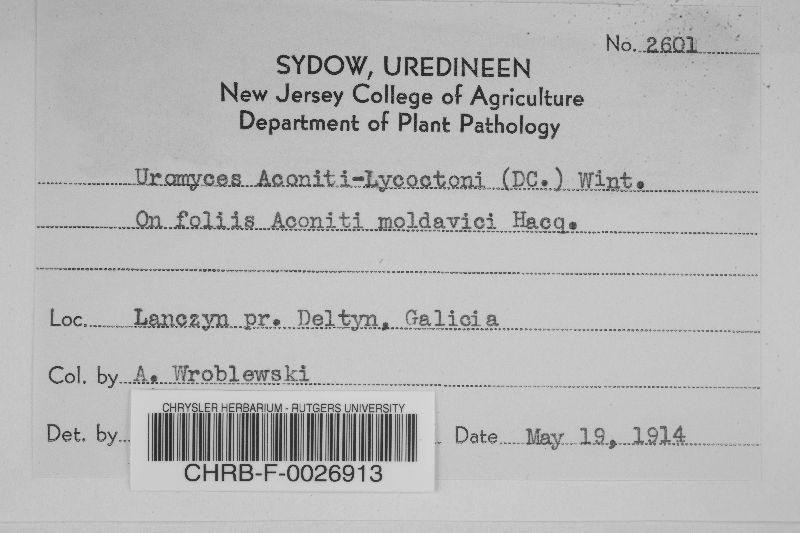 No. 2601
SYDOW, UREDINEEN
New Jersey College of Agriculture
Department of Plant Pathology
Uromyces Aconiti-Lycoctoni (DC.) Wint.
On foliis Aconiti moldavici Hacq.
Loc. Lanczyn pr. Deltyn, Galicia
Col. by A. Wroblewski
Det. by Date May 19, 1914
CHRYSLER HERBARIUM - RUTGERS UNIVERSITY
CHRB-F-0026913